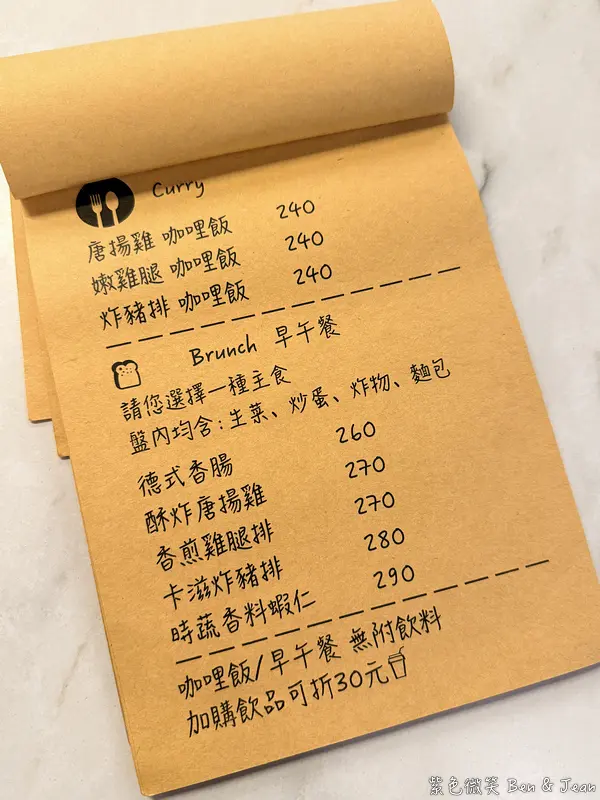 Curry
唐揚雞 咖哩飯 240
嫩雞腿 咖哩飯 240
炸豬排 咖哩飯 240
Brunch 早午餐
請您選擇一種主食
盤內均含:生菜、炒蛋、炸物、麵包
德式香腸 260
酥炸唐揚雞 270
香煎雞腿排 270
卡滋炸豬排 280
時蔬香料蝦仁 290
咖哩飯/早午餐 無附飲料
加購飲品可折30元
紫色微笑 Ben & Jean